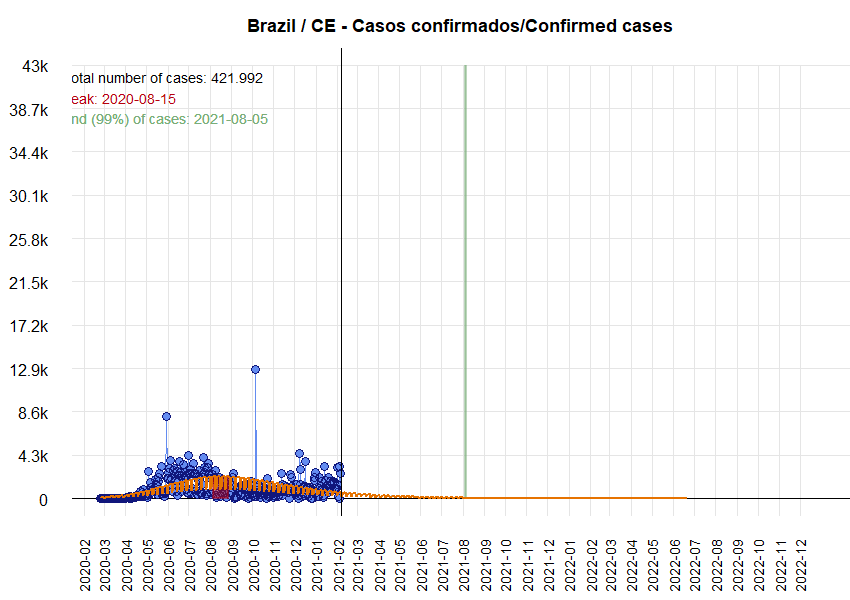 Brazil / CE - Casos confirmados/Confirmed cases
43k
38.7k
34.4k
30.1k
25.8k
21.5k
17.2k
12.9k
8.6k
4.3k
0
otal number of cases: 421.992
eak: 2020-08-15
nd (99%) of cases: 2021-08-05
2020-02
2020-03
2020-04
2020-05
2020-06
2020-07
2020-08
2020-09
2020-10
2020-11
2020-12
2021-01
2021-02
2021-03
2021-04
2021-05
2021-06
2021-07
2021-08
2021-09
2021-10
2021-11
2021-12
2022-01
2022-02
2022-03
2022-04
2022-05
2022-06
2022-07
2022-08
2022-09
2022-10
2022-11
2022-12